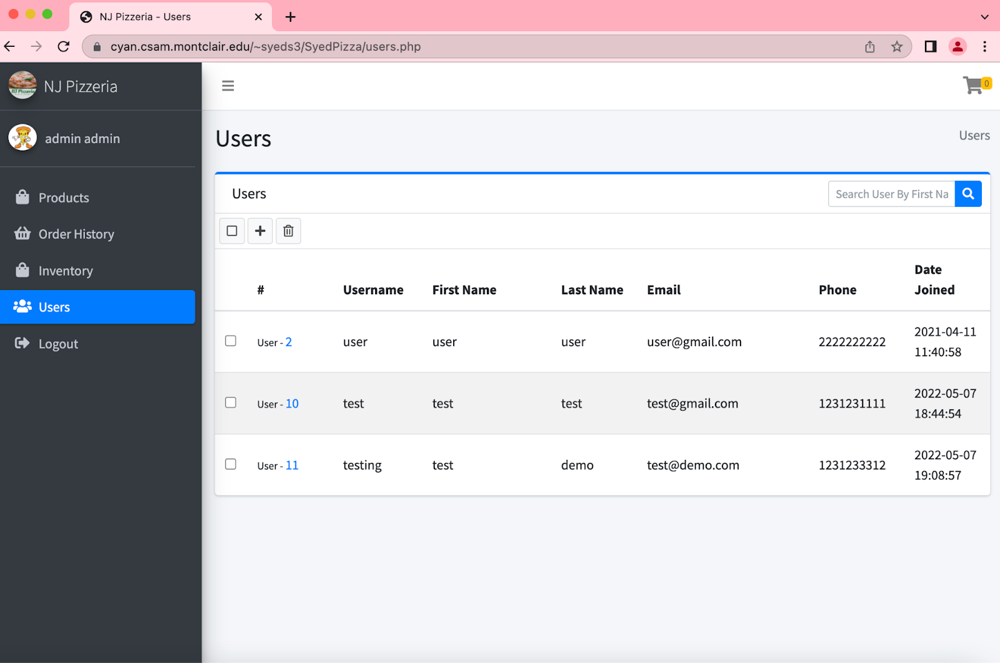 NJ Pizzeria - Users
cyan.csam.montclair.edu/~syeds3/SyedPizza/users.php
NJ Pizzeria
NJ Pizzeria
0
admin admin
Users
Users
Products
Order History
Inventory
Users
Logout
Users
Search User By First Na
# Username First Name Last Name Email Phone Date Joined
User - 2 user user user user@gmail.com 2222222222 2021-04-11 11:40:58
User - 10 test test test test@gmail.com 1231231111 2022-05-07 18:44:54
User - 11 testing test demo test@demo.com 1231233312 2022-05-07 19:08:57